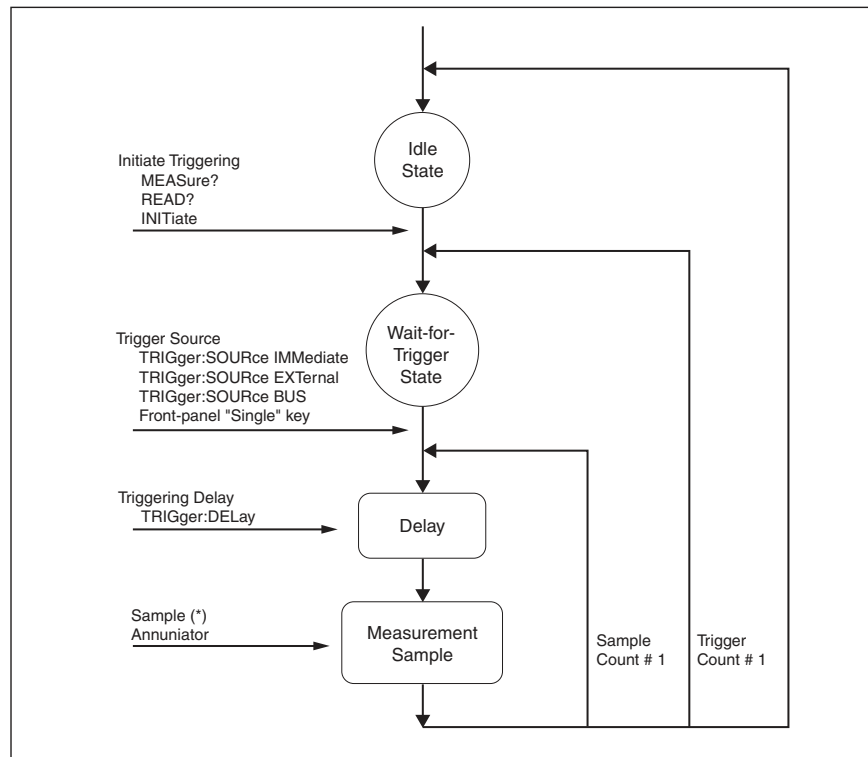 Idle
State
Initiate Triggering
MEASure?
READ?
INITiate
Wait-for-
Trigger
State
Trigger Source
TRIGger:SOURce IMMediate
TRIGger:SOURce EXTernal
TRIGger:SOURce BUS
Front-panel "Single" key
Triggering Delay
TRIGger:DELay
Delay
Sample (*)
Annuniator
Measurement
Sample
Sample
Count # 1
Trigger
Count # 1